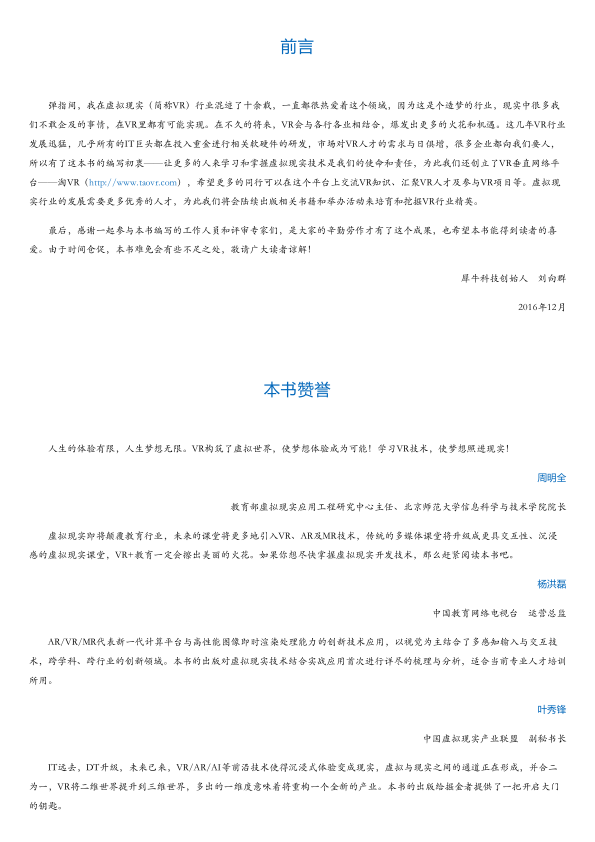 前言
弹指间，我在虚拟现实（简称VR）行业混迹了十余载，一直都很热爱着这个领域，因为这是个造梦的行业，现实中很多我
们不敢企及的事情，在VR里都有可能实现。在不久的将来，VR会与各行各业相结合，爆发出更多的火花和机遇。这几年VR行业
发展迅猛，几乎所有的IT巨头都在投入重金进行相关软硬件的研发，市场对VR人才的需求与日俱增，很多企业都向我们要人，
所以有了这本书的编写初衷——让更多的人来学习和掌握虚拟现实技术是我们的使命和责任，为此我们还创立了VR垂直网络平
台——淘VR（http://www.taovr.com），希望更多的同行可以在这个平台上交流VR知识、汇聚VR人才及参与VR项目等。虚拟现
实行业的发展需要更多优秀的人才，为此我们将会陆续出版相关书籍和举办活动来培育和挖掘VR行业精英。
最后，感谢一起参与本书编写的工作人员和评审专家们，是大家的辛勤劳作才有了这个成果，也希望本书能得到读者的喜
爱。由于时间仓促，本书难免会有些不足之处，敬请广大读者谅解！
犀牛科技创始人　刘向群
2016年12月
本书赞誉
人生的体验有限，人生梦想无限。VR构筑了虚拟世界，使梦想体验成为可能！学习VR技术，使梦想照进现实！
周明全
教育部虚拟现实应用工程研究中心主任、北京师范大学信息科学与技术学院院长
虚拟现实即将颠覆教育行业，未来的课堂将更多地引入VR、AR及MR技术，传统的多媒体课堂将升级成更具交互性、沉浸
感的虚拟现实课堂，VR+教育一定会擦出美丽的火花。如果你想尽快掌握虚拟现实开发技术，那么赶紧阅读本书吧。
杨洪磊
中国教育网络电视台　运营总监
AR/VR/MR代表新一代计算平台与高性能图像即时渲染处理能力的创新技术应用，以视觉为主结合了多感知输入与交互技
术，跨学科、跨行业的创新领域。本书的出版对虚拟现实技术结合实战应用首次进行详尽的梳理与分析，适合当前专业人才培训
所用。
叶秀锋
中国虚拟现实产业联盟　副秘书长
IT远去，DT升级，未来已来，VR/AR/AI等前沿技术使得沉浸式体验变成现实，虚拟与现实之间的通道正在形成，并合二
为一，VR将二维世界提升到三维世界，多出的一维度意味着将重构一个全新的产业。本书的出版给掘金者提供了一把开启大门
的钥匙。